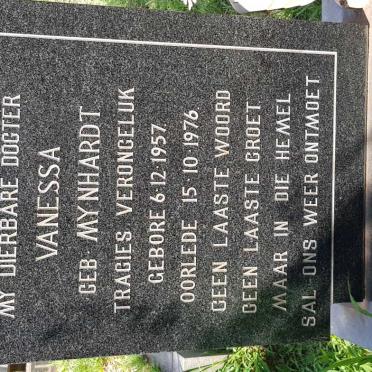 MY DIERBARE DOGTER
VANESSA
GEB MYNHARDT
TRAGIES VERONGELUK
GEBORE 6·12·1957
OORLEDE 15·10·1976
GEEN LAASTE WOORD
GEEN LAASTE GROET
MAAR IN DIE HEMEL
SAL ONS WEER ONTMOET